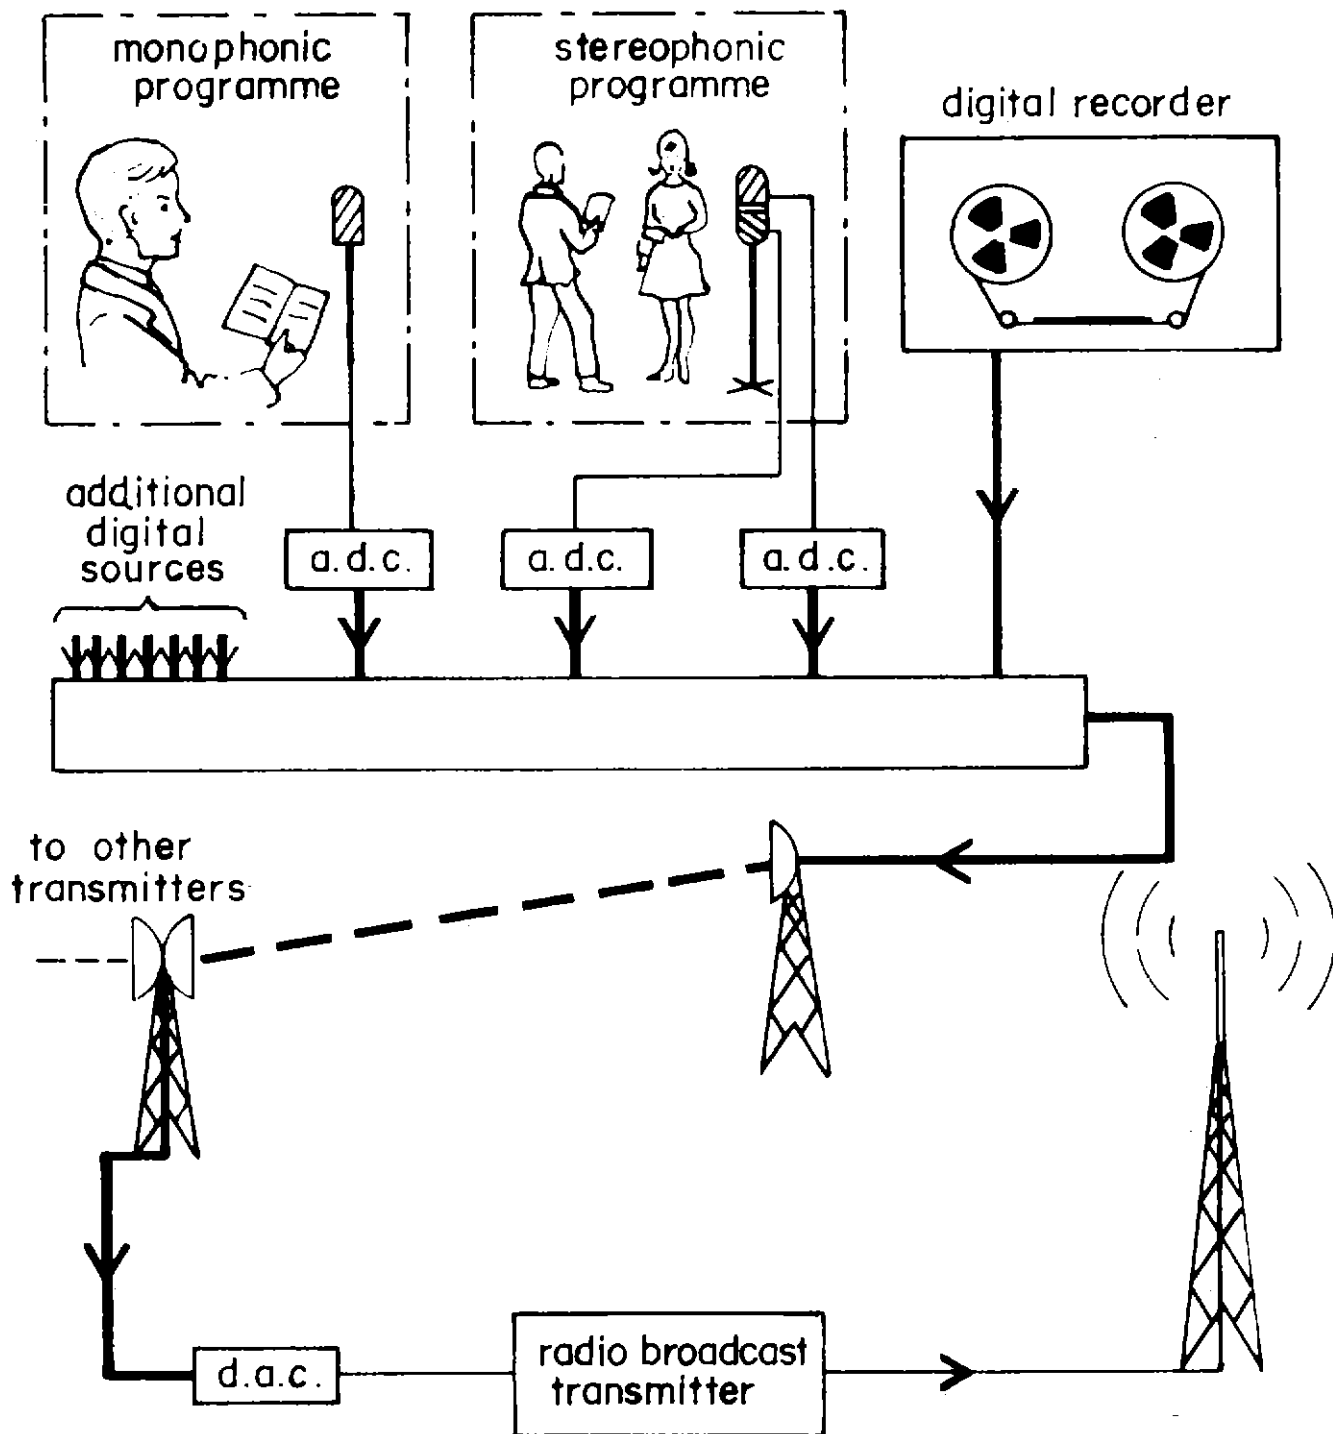 monophonic
programme
stereophonic
programme
digital recorder
additional
digital
sources
a.d.c.
a.d.c.
a.d.c.
to other
transmitters
d.a.c.
radio broadcast
transmitter